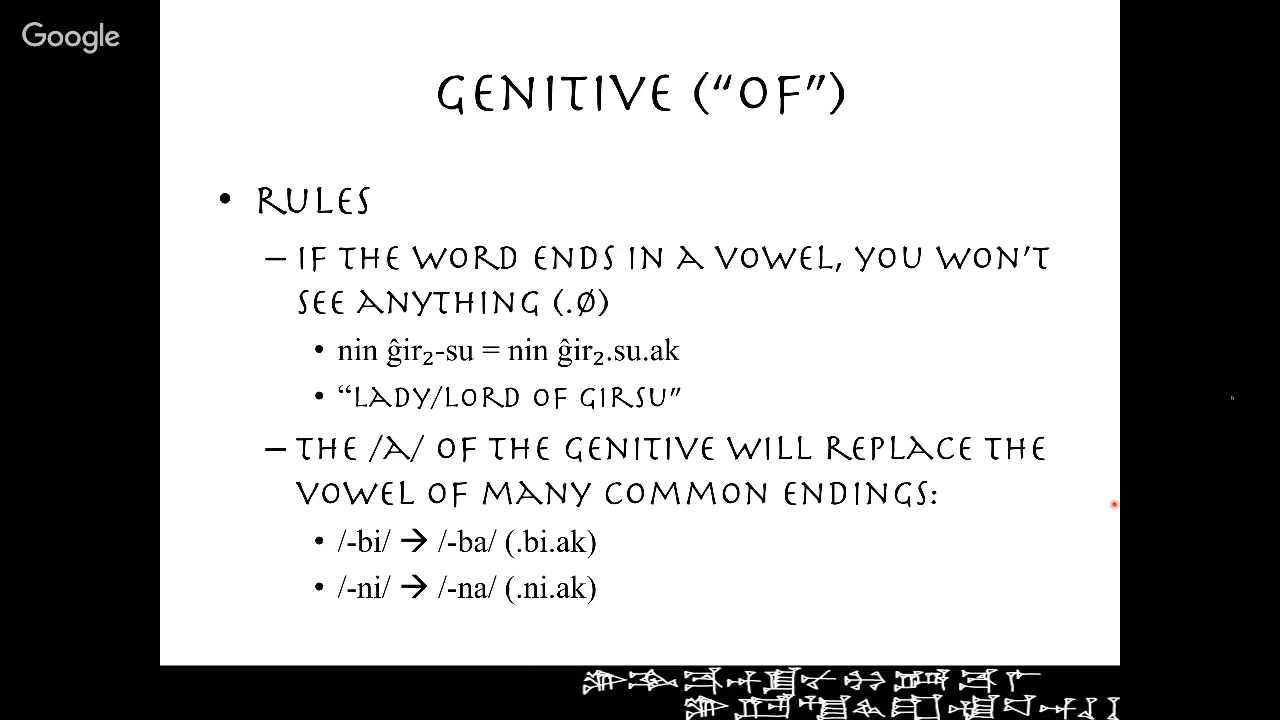 Google
GENITIVE (“OF”)
• RULES
– IF THE WORD ENDS IN A VOWEL, YOU WON’T
SEE ANYTHING (.Ø)
• nin ĝir₂-su = nin ĝir₂.su.ak
• “LADY/LORD OF GIRSU”
– THE /A/ OF THE GENITIVE WILL REPLACE THE
VOWEL OF MANY COMMON ENDINGS:
• /-bi/ → /-ba/ (.bi.ak)
• /-ni/ → /-na/ (.ni.ak)